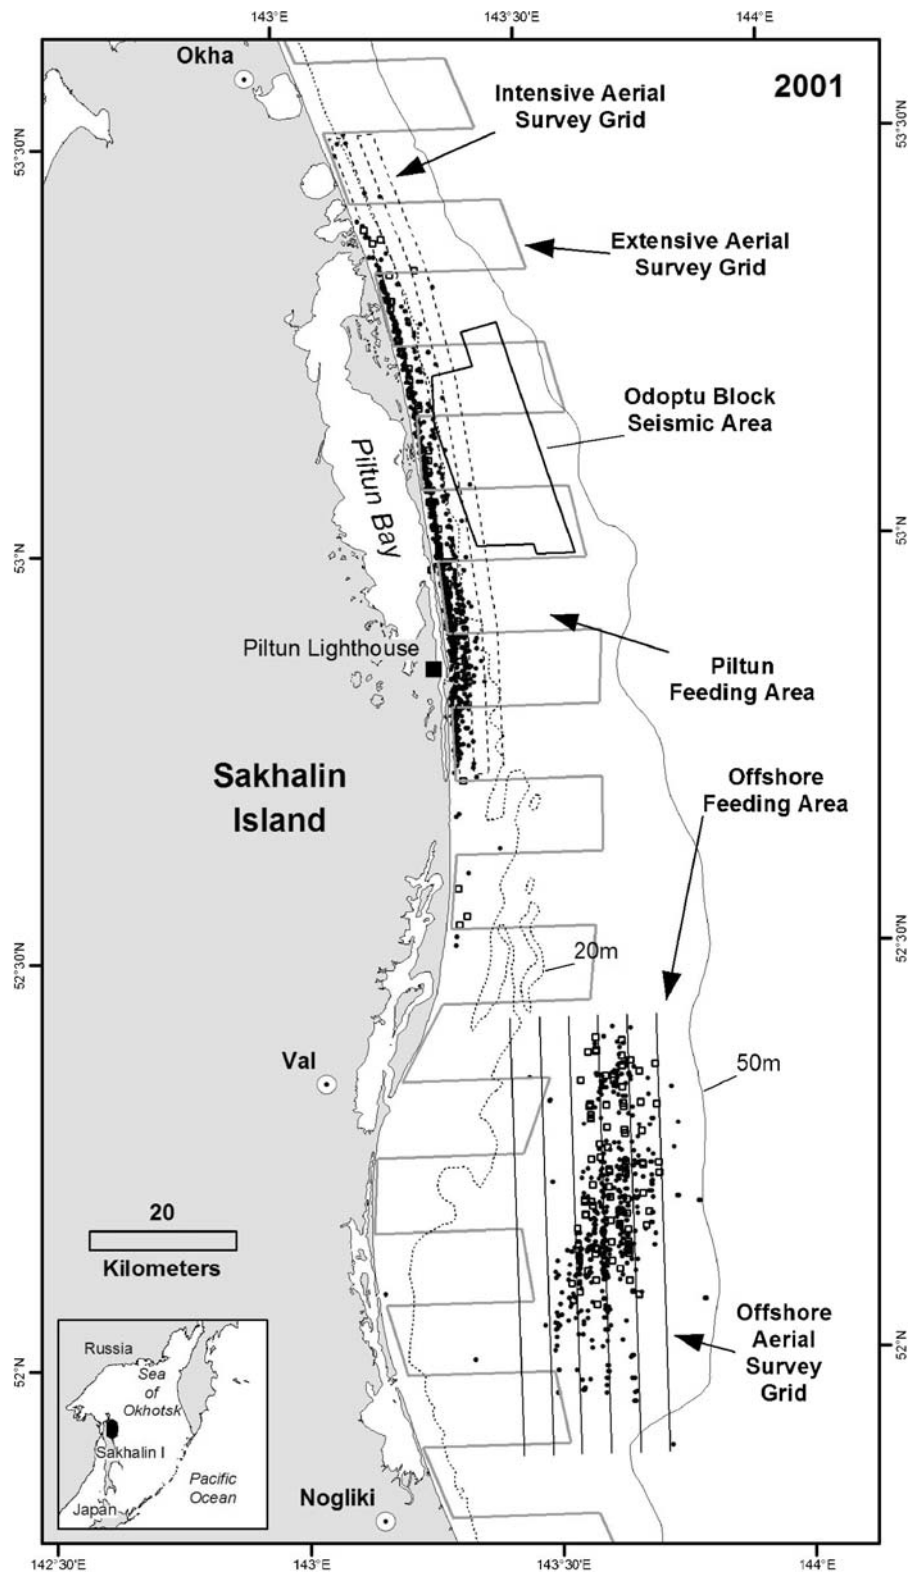 143°E
143°30'E
144°E
Okha
2001
Intensive Aerial
Survey Grid
53°30'N
53°30'N
Extensive Aerial
Survey Grid
Odoptu Block
Seismic Area
Piltun Bay
53°N
53°N
Piltun Lighthouse
Piltun
Feeding Area
Sakhalin
Island
Offshore
Feeding Area
52°30'N
52°30'N
20m
Val
50m
20
Kilometers
Offshore
Aerial
Survey
Grid
52°N
52°N
Russia
Sea
of
Okhotsk
Sakhalin I
Pacific
Ocean
Japan
Nogliki
142°30'E
143°E
143°30'E
144°E